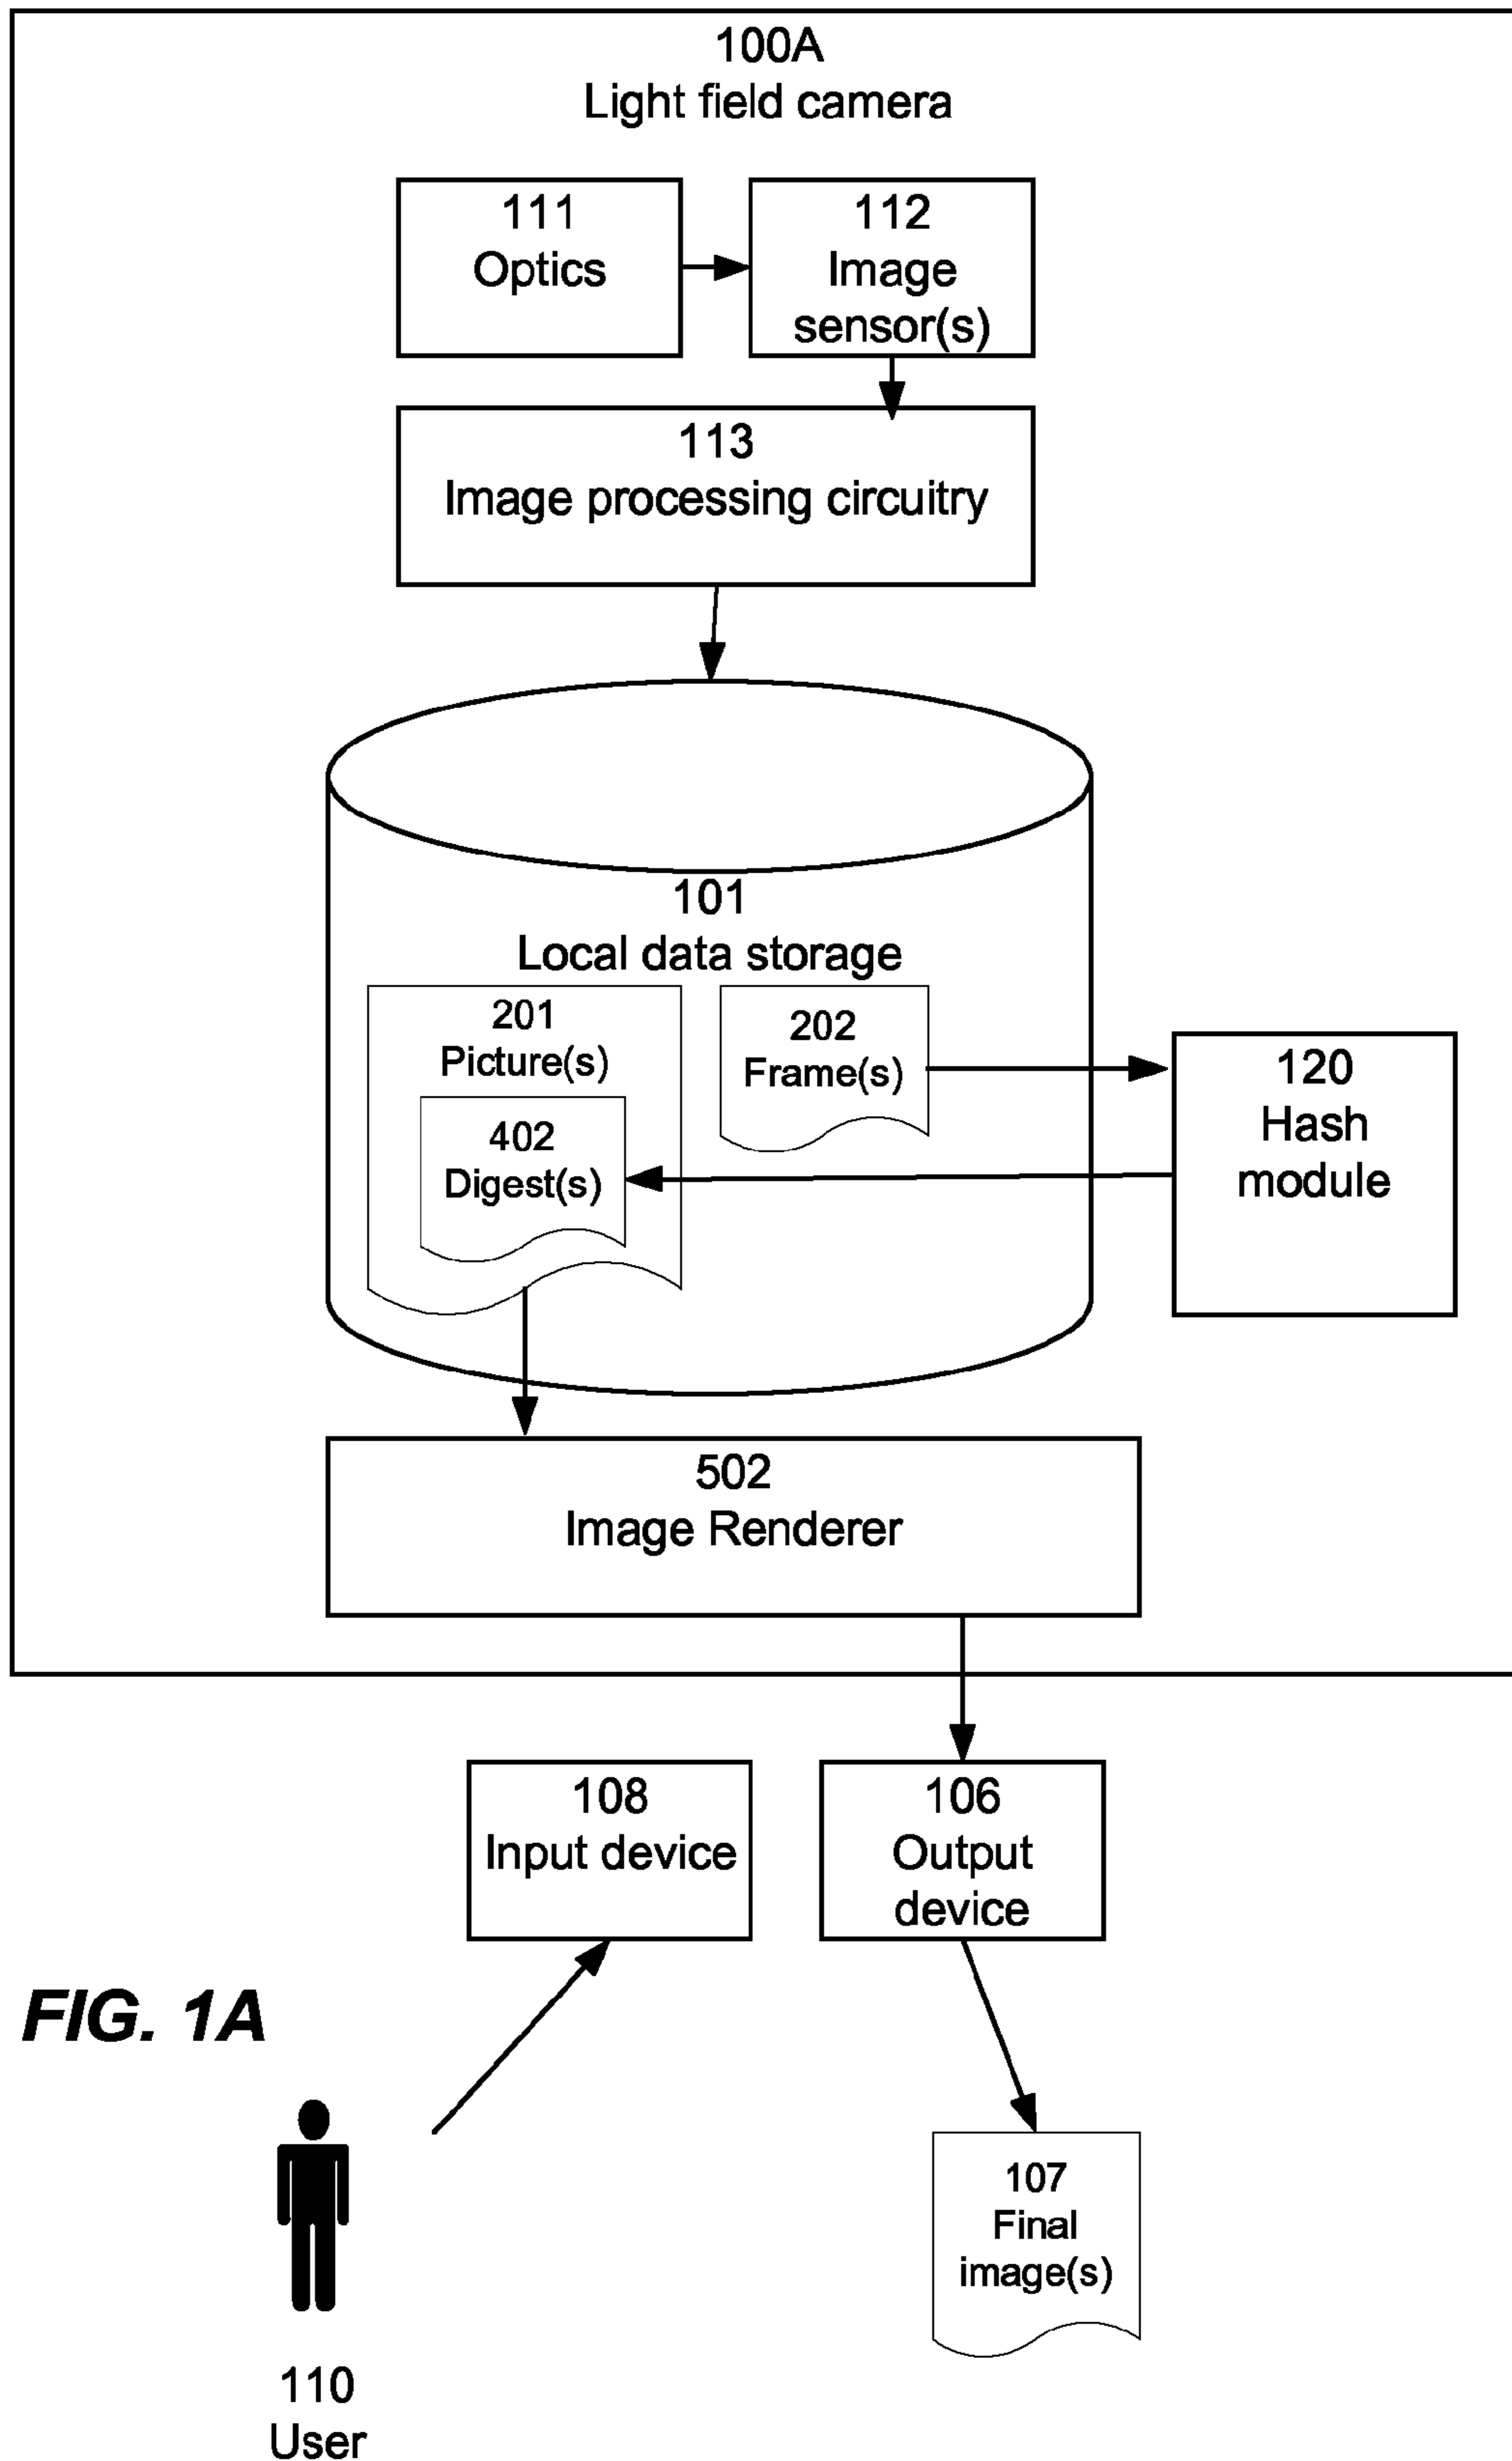 100A
Light field camera
111
Optics
112
Image
sensor(s)
113
Image processing circuitry
101
Local data storage
201
Picture(s)
202
Frame(s)
402
Digest(s)
120
Hash
module
502
Image Renderer
108
Input device
106
Output
device
FIG. 1A
107
Final
image(s)
110
User